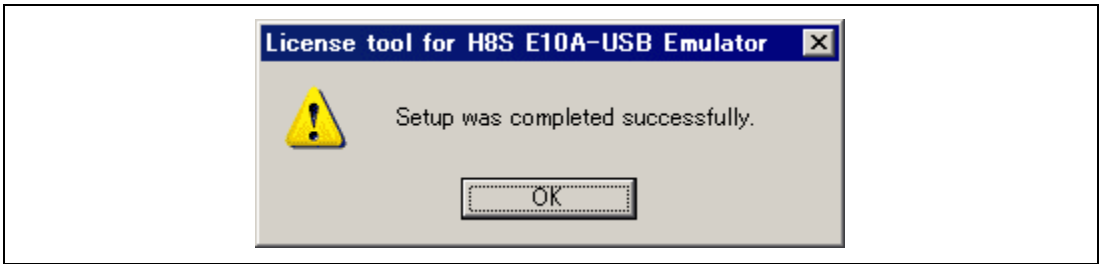 License tool for H8S E10A-USB Emulator
Setup was completed successfully.
OK